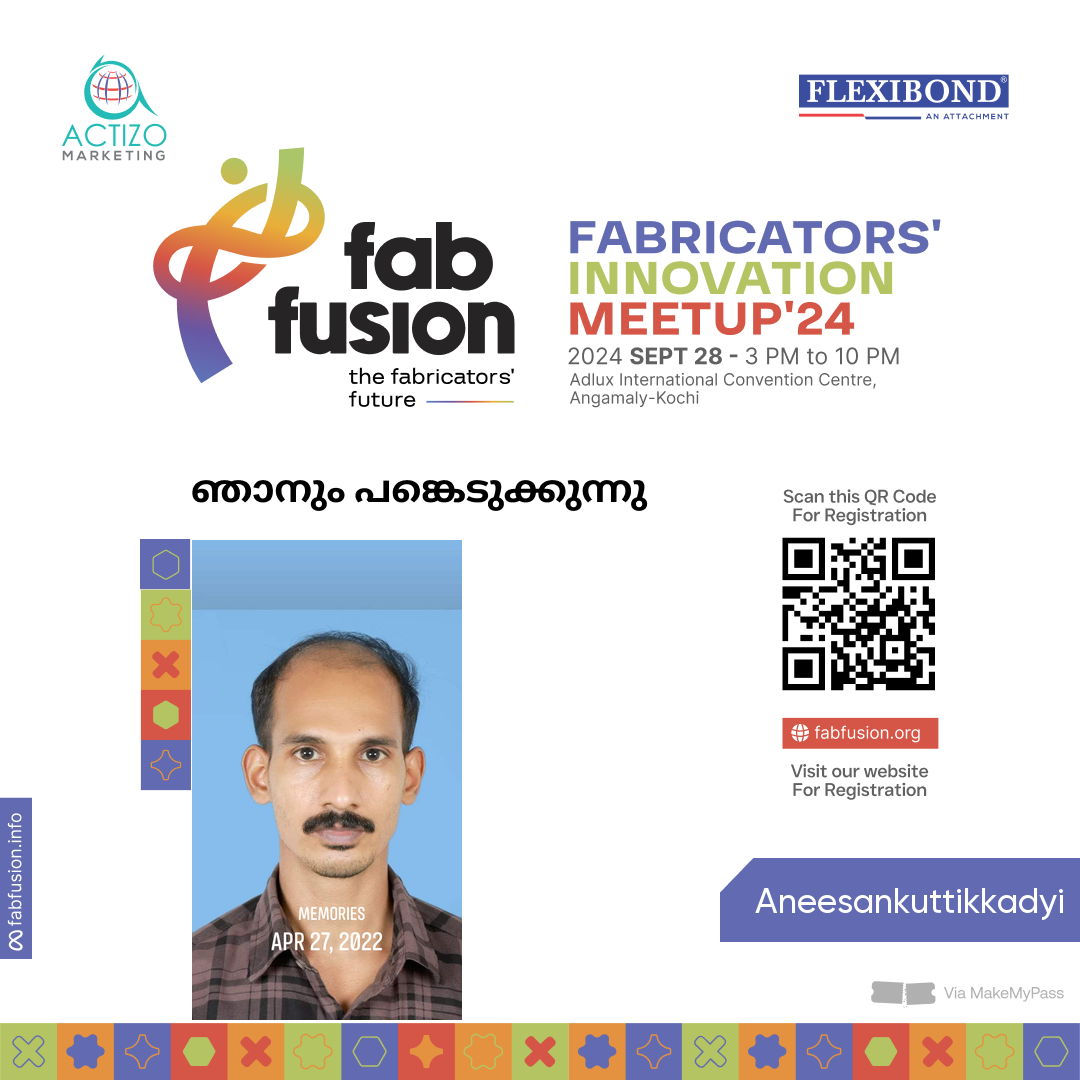 ACTIZO
MARKETING
FLEXIBOND®
AN ATTACHMENT
fab
fusion
the fabricators'
future
FABRICATORS'
INNOVATION
MEETUP'24
2024 SEPT 28 - 3 PM to 10 PM
Adlux International Convention Centre,
Angamaly-Kochi
ഞാനും പങ്കെടുക്കുന്നു
Scan this QR Code
For Registration
fabfusion.org
Visit our website
For Registration
MEMORIES
APR 27, 2022
fabfusion.info
Aneesankuttikkadyi
Via MakeMyPass